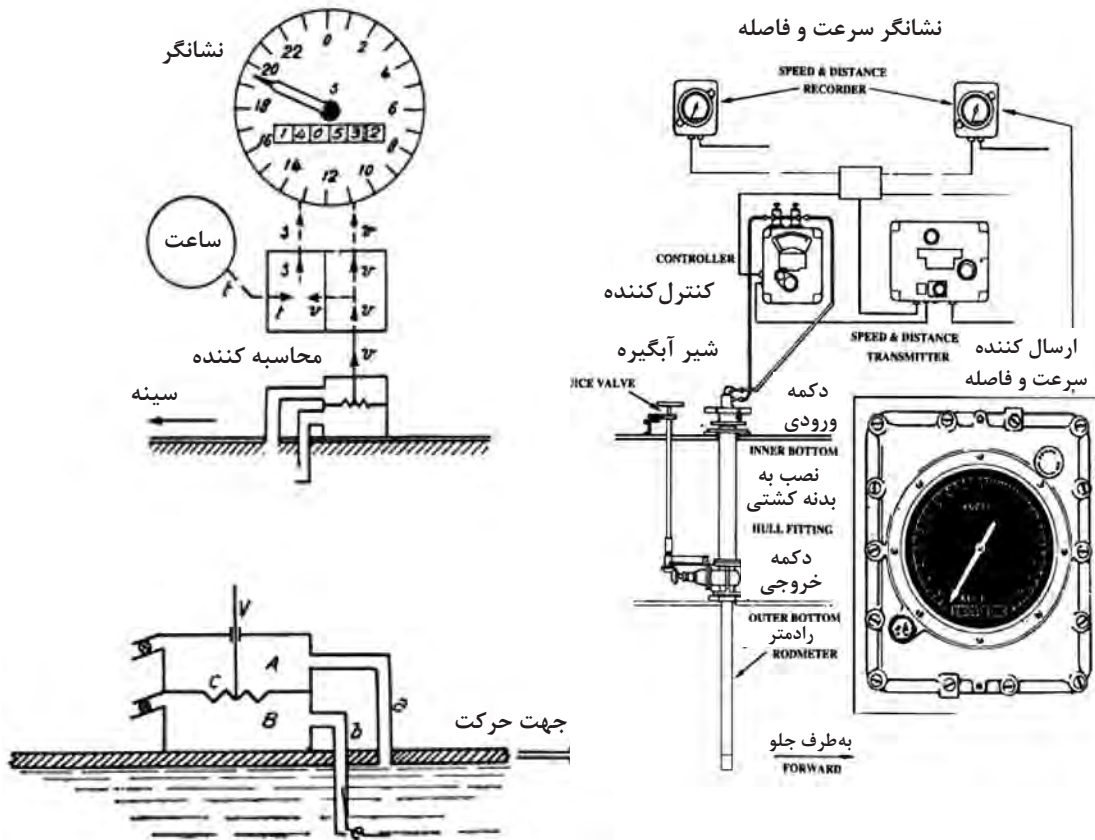 نشانگر
0
2
4
6
8
10
12
14
16
18
20
22
s
1 4 0 5 3 2
ساعت
t
s
v
s
v
t
v
v
محاسبه کننده
v
سینه
V
A
C
B
a
b
e
جهت حرکت
نشانگر سرعت و فاصله
SPEED & DISTANCE
RECORDER
CONTROLLER
کنترل‌کننده
SPEED & DISTANCE
TRANSMITTER
ارسال کننده
سرعت و فاصله
شیر آبگیره
ICE VALVE
دکمه
ورودی
INNER BOTTOM
نصب به
بدنه کشتی
HULL FITTING
دکمه
خروجی
OUTER BOTTOM
رادمتر
RODMETER
به‌طرف جلو
FORWARD